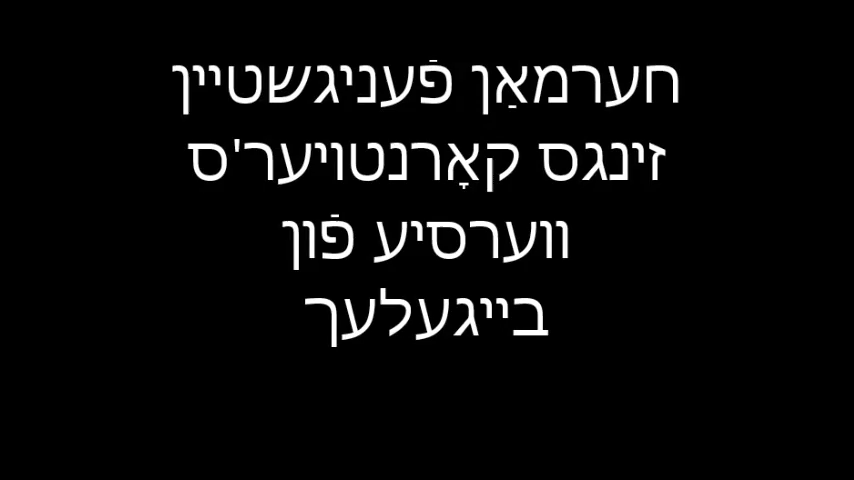 חערמאַן פֿעניגשטיין
זינגס קאָרנטויער'ס
ווערסיע פֿון
בייגעלעך